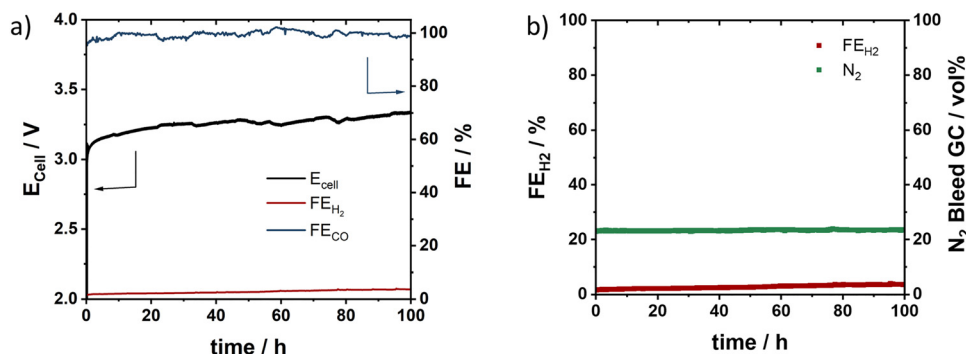 a)
4.0
3.5
3.0
2.5
2.0
E_Cell / V
100
80
60
40
20
0
FE / %
E_cell
FE_H2
FE_CO
0 20 40 60 80 100
time / h
b)
100
80
60
40
20
0
FE_H2 / %
100
80
60
40
20
0
N2 Bleed GC / vol%
FE_H2
N2
0 20 40 60 80 100
time / h